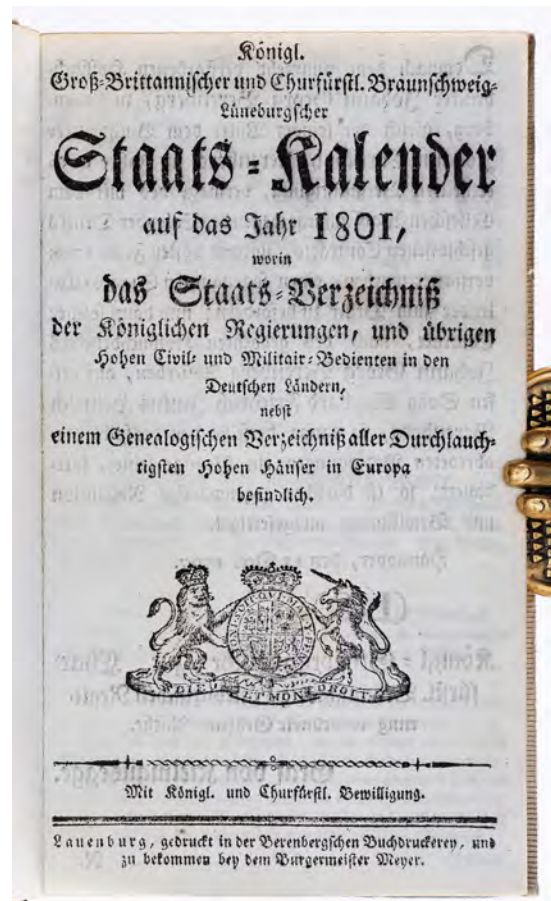 Königl.
Groß-Brittannischer und Churfürstl. Braunschweig-
Lüneburgscher
Staats-Kalender
auf das Jahr 1801,
worin
das Staats-Verzeichniß
der Königlichen Regierungen, und übrigen
Hohen Civil- und Militair-Bedienten in den
Deutschen Ländern,
nebst
einem Genealogischen Verzeichniß aller Durchlauch-
tigsten Hohen Häuser in Europa
befindlich.
DIEU ET MON DROIT
Mit Königl. und Churfürstl. Bewilligung.
Lauenburg, gedruckt in der Berenbergschen Buchdruckerey, und
zu bekommen bey dem Burgermeister Meyer.